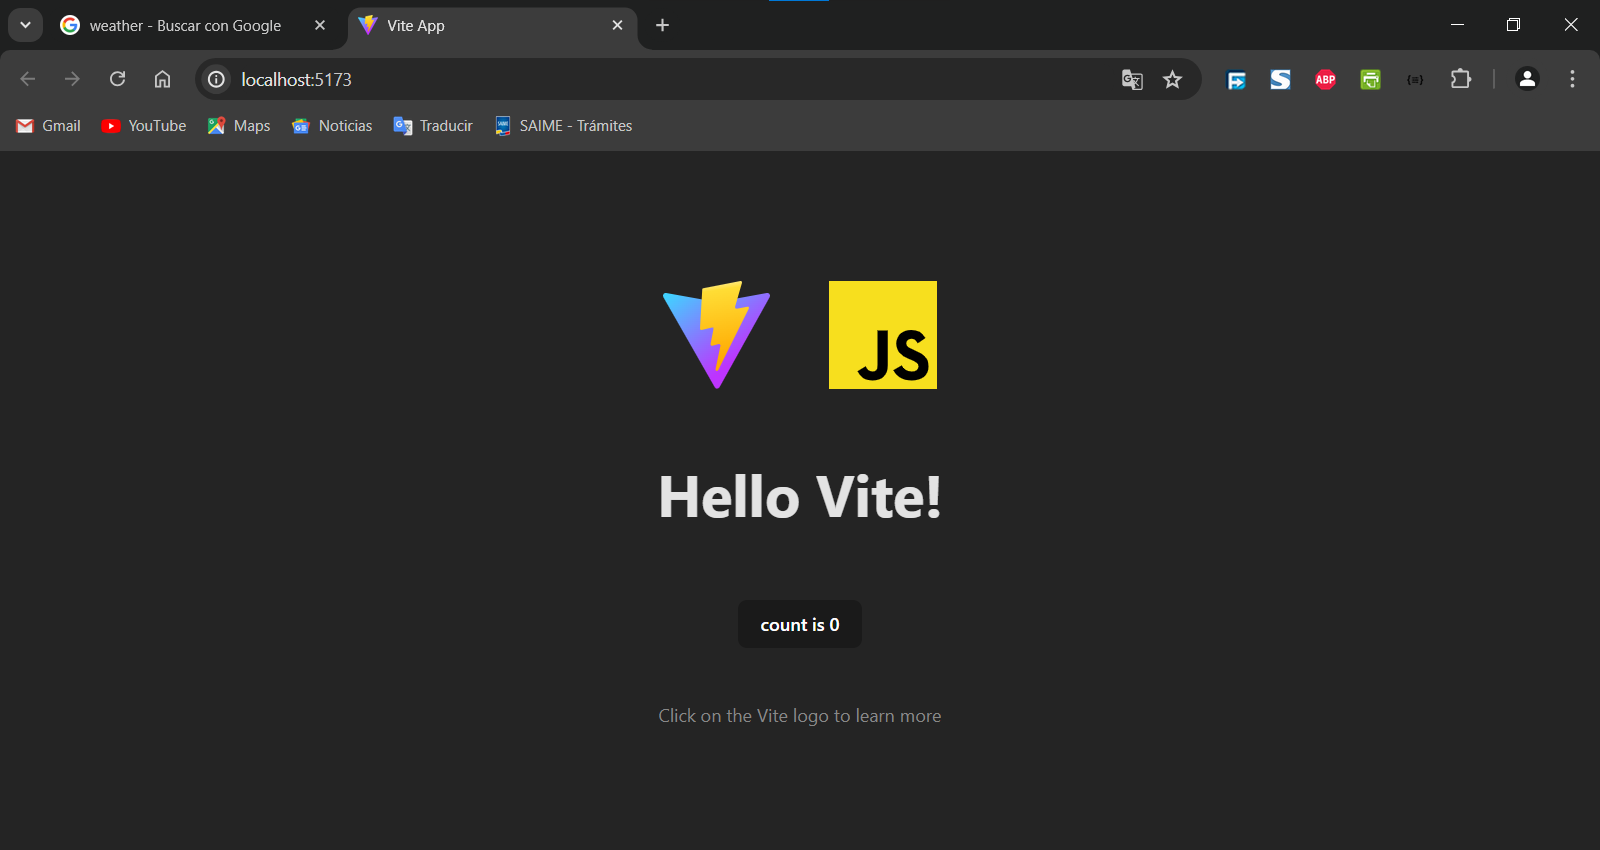 weather - Buscar con Google
Vite App
localhost:5173
ABP
Gmail
YouTube
Maps
Noticias
Traducir
SAIME - Trámites
JS
Hello Vite!
count is 0
Click on the Vite logo to learn more